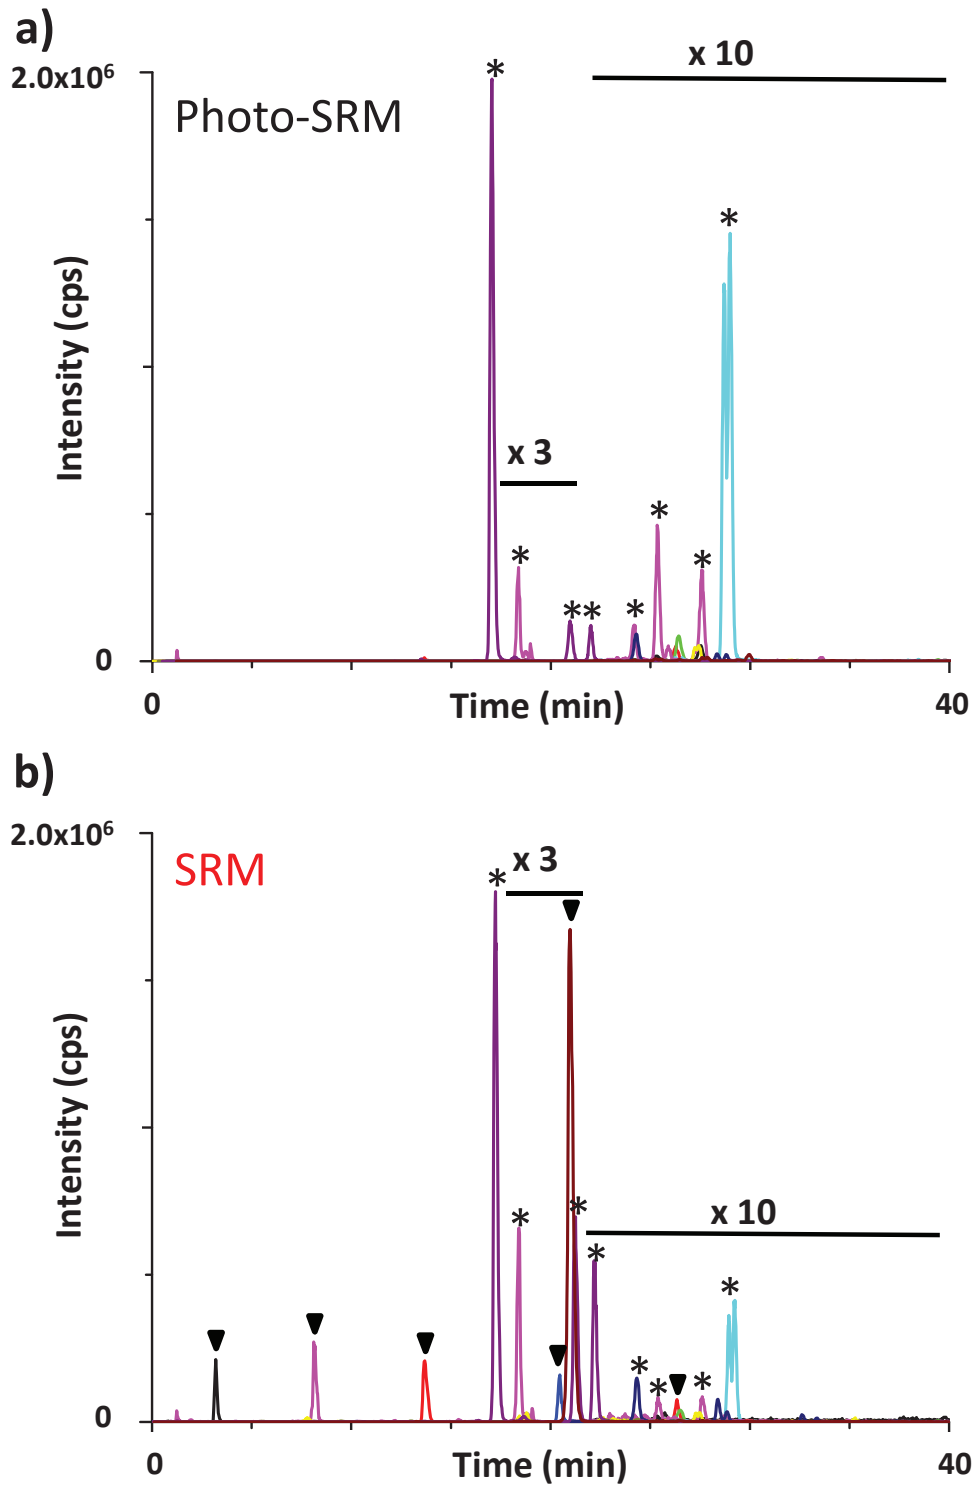 a)
x 10
2.0x10⁶
*
Photo-SRM
*
Intensity (cps)
x 3
*
*
*
* * *
0
0
Time (min)
40
b)
2.0x10⁶
x 3
SRM
*
Intensity (cps)
* *
x 10
*
*
* * *
0
0
Time (min)
40